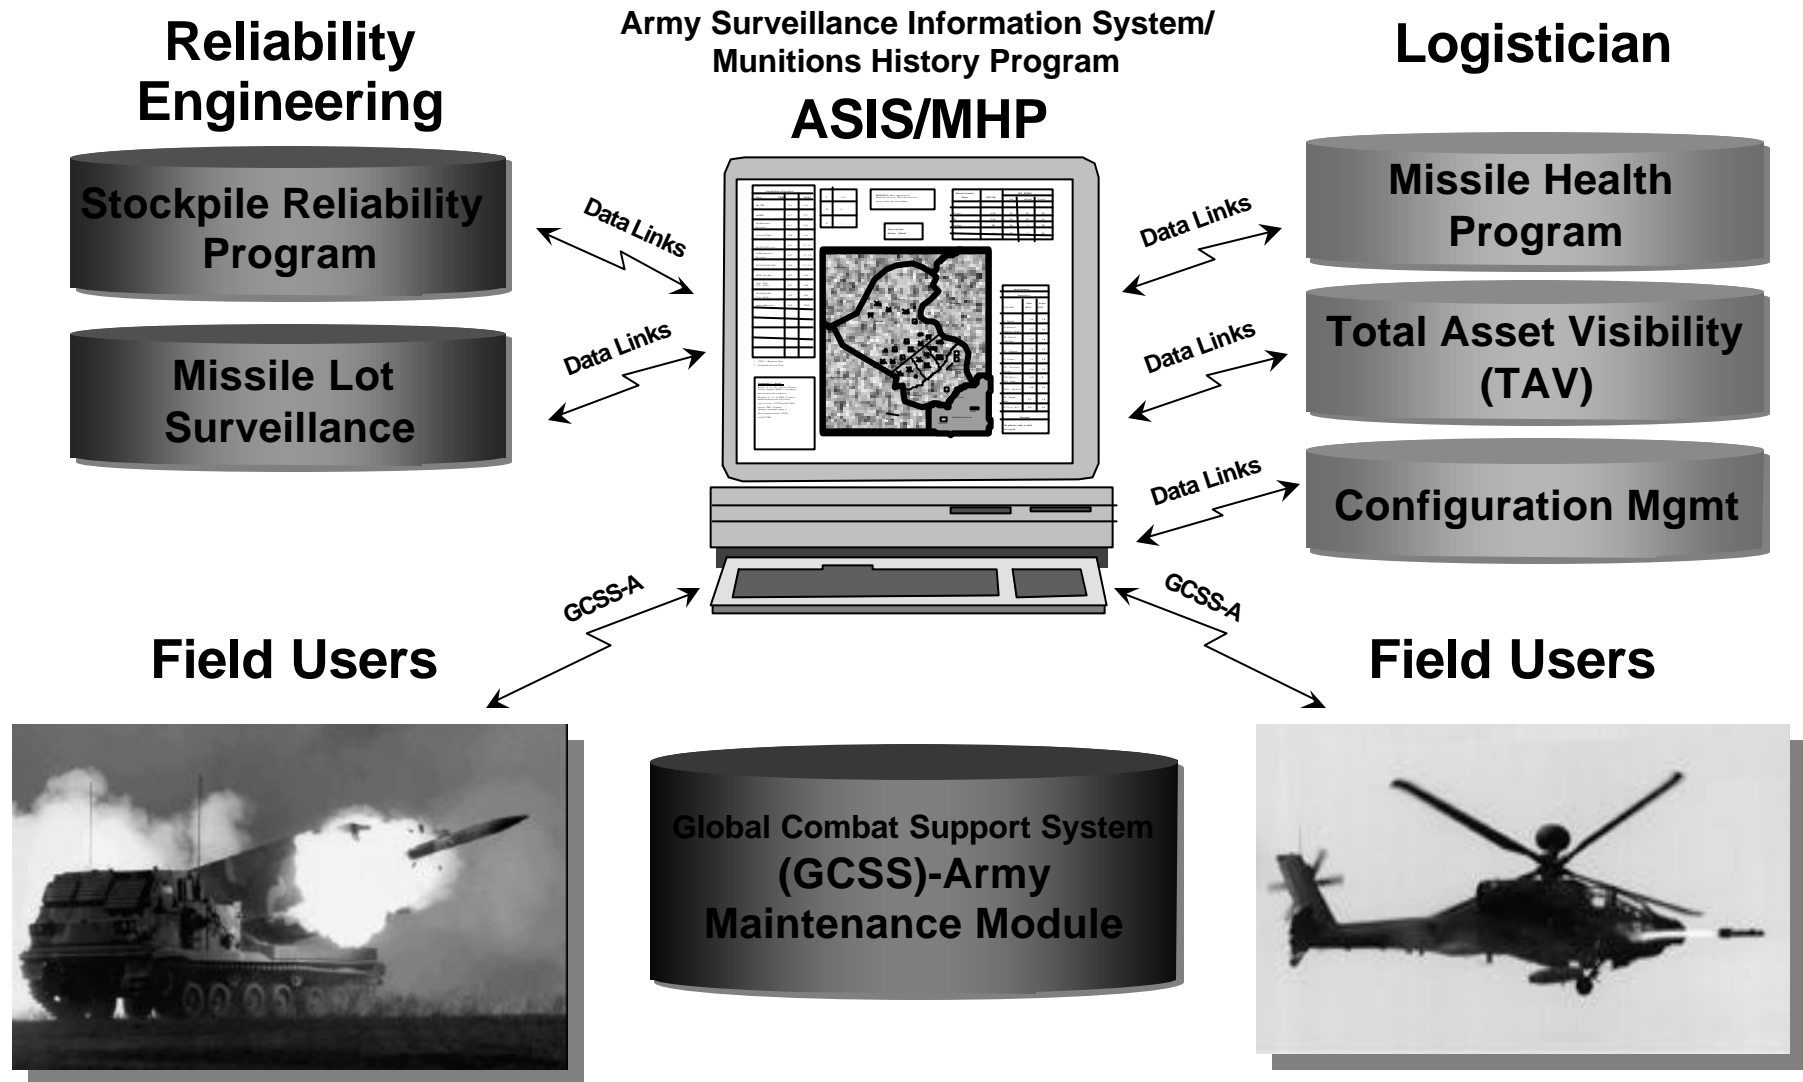 Reliability
Engineering
Army Surveillance Information System/
Munitions History Program
ASIS/MHP
Logistician
Stockpile Reliability
Program
Missile Lot
Surveillance
Data Links
Data Links
Data Links
Data Links
Data Links
Missile Health
Program
Total Asset Visibility
(TAV)
Configuration Mgmt
GCSS-A
GCSS-A
Field Users
Field Users
Global Combat Support System
(GCSS)-Army
Maintenance Module